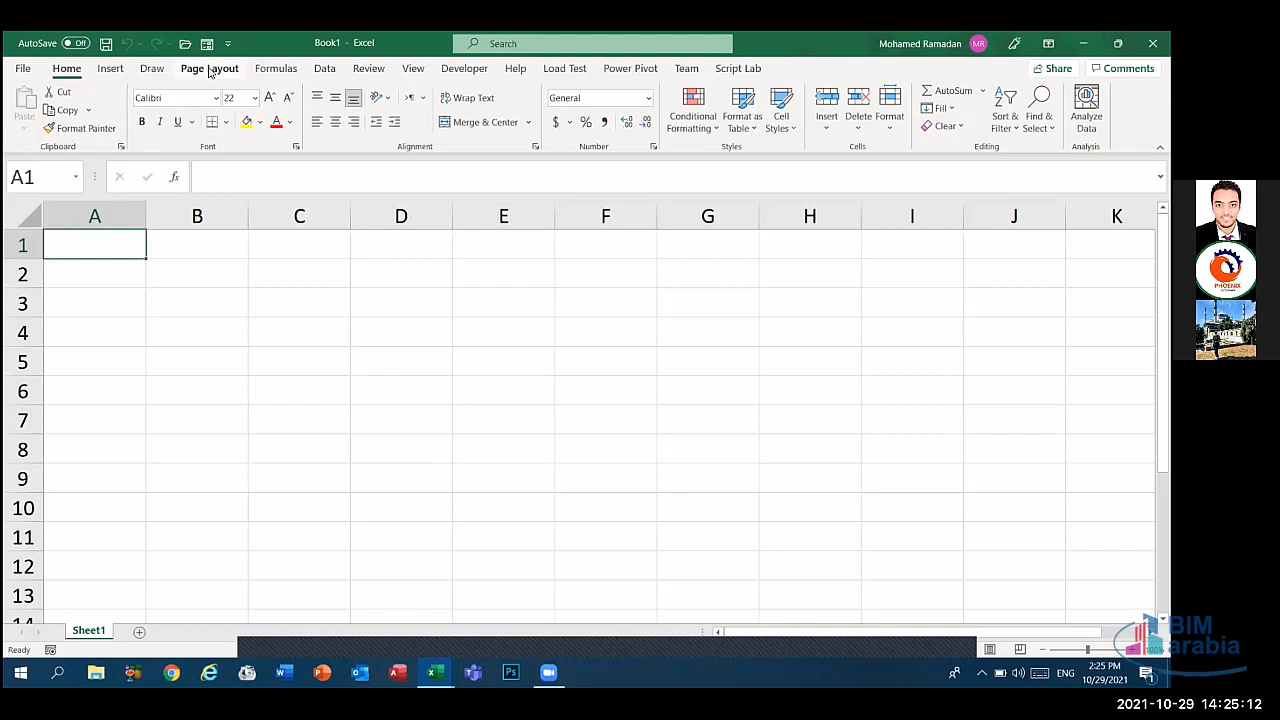 AutoSave Off
Book1 - Excel
Search
Mohamed Ramadan MR
File Home Insert Draw Page Layout Formulas Data Review View Developer Help Load Test Power Pivot Team Script Lab
Share Comments
Paste
Cut
Copy
Format Painter
Clipboard
Calibri 22
B I U
Font
Wrap Text
Merge & Center
Alignment
General
$ % ,
Number
Conditional Formatting
Format as Table
Cell Styles
Styles
Insert Delete Format
Cells
AutoSum
Fill
Clear
Sort & Filter
Find & Select
Editing
Analyze Data
Analysis
A1 fx
A B C D E F G H I J K
1
2
3
4
5
6
7
8
9
10
11
12
13
14
PHOENIX
Sheet1
Ready
100%
BIM arabia
ENG
2:25 PM
10/29/2021
2021-10-29 14:25:12